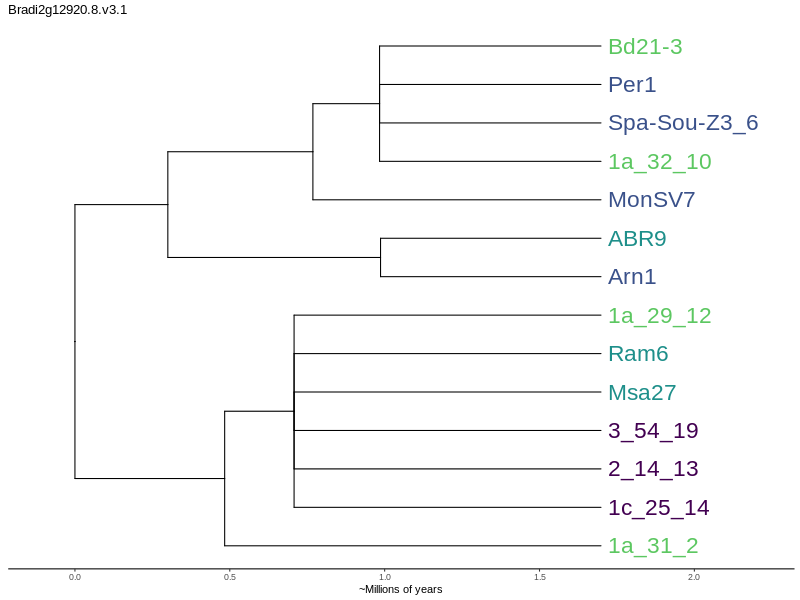 Bradi2g12920.8.v3.1
Bd21-3
Per1
Spa-Sou-Z3_6
1a_32_10
MonSV7
ABR9
Arn1
1a_29_12
Ram6
Msa27
3_54_19
2_14_13
1c_25_14
1a_31_2
0.0 0.5 1.0 1.5 2.0
~Millions of years